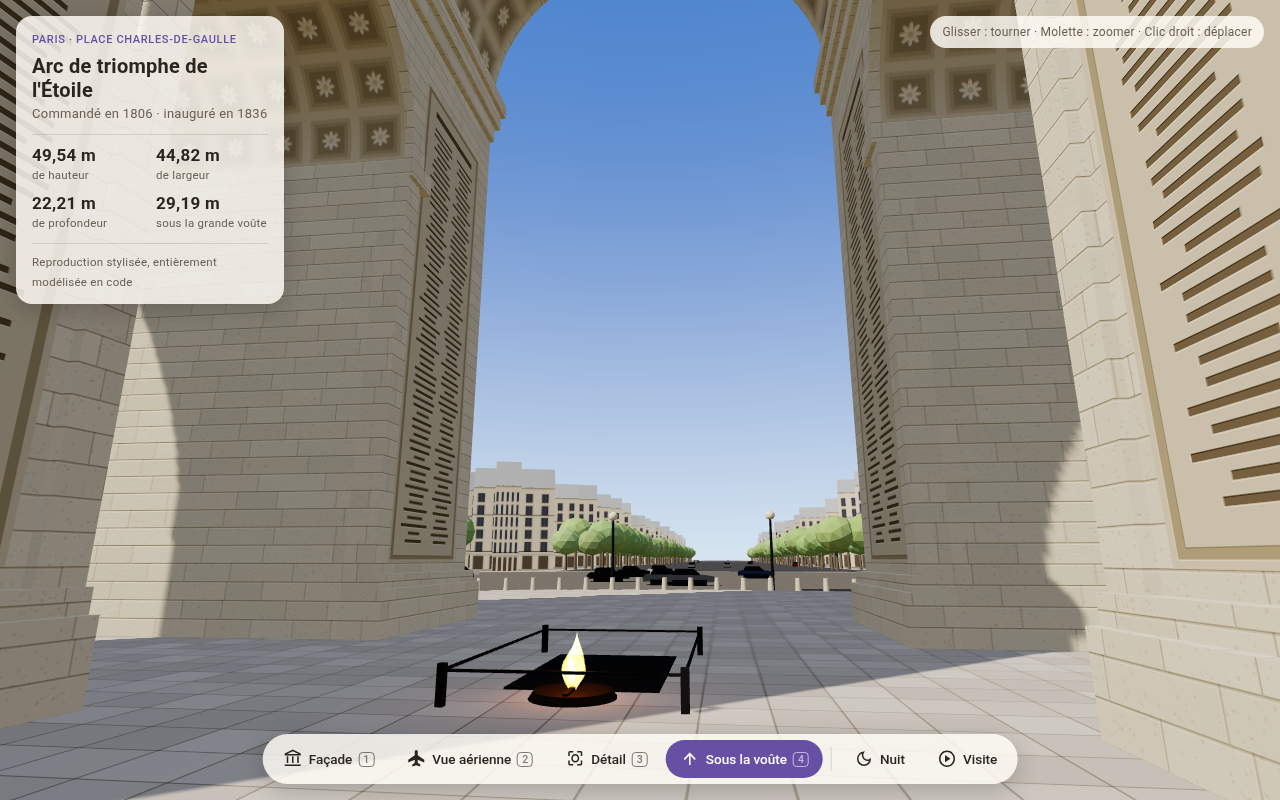 PARIS · PLACE CHARLES-DE-GAULLE
Arc de triomphe de
l'Étoile
Commandé en 1806 · inauguré en 1836
49,54 m
de hauteur
44,82 m
de largeur
22,21 m
de profondeur
29,19 m
sous la grande voûte
Reproduction stylisée, entièrement
modélisée en code
Glisser : tourner · Molette : zoomer · Clic droit : déplacer
Façade 1
Vue aérienne 2
Détail 3
Sous la voûte 4
Nuit
Visite